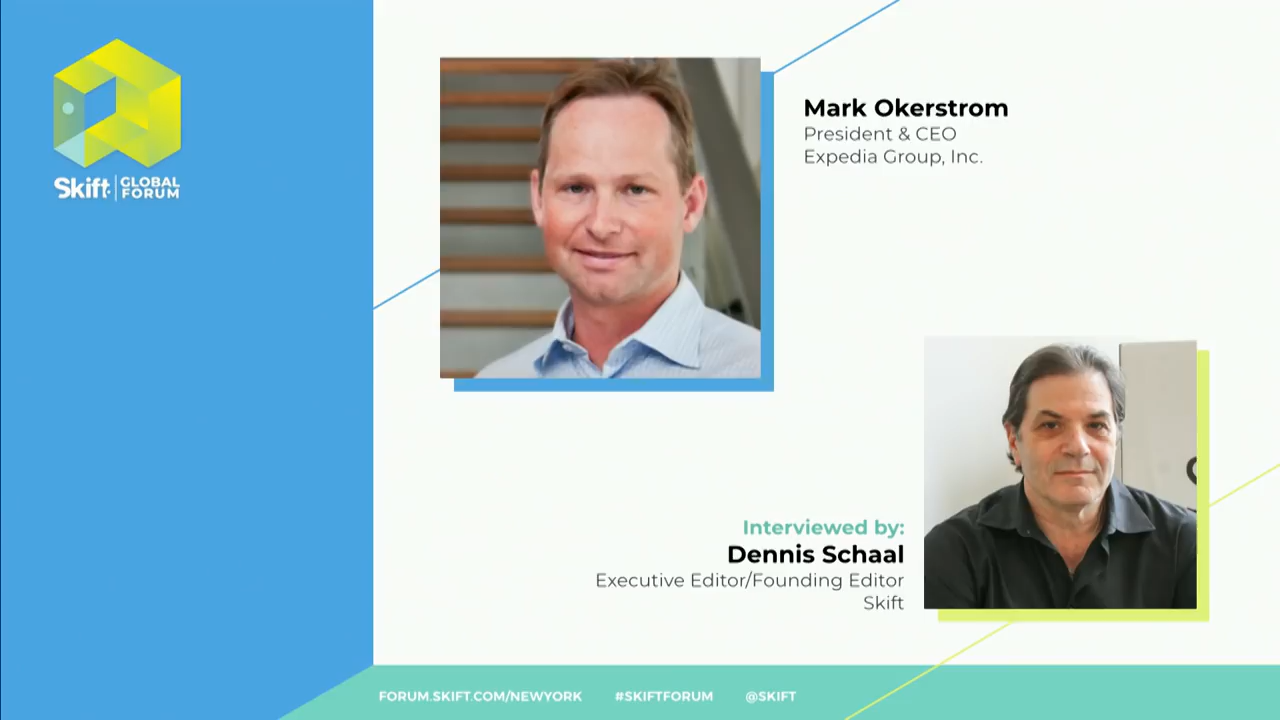 Skift GLOBAL FORUM
Mark Okerstrom
President & CEO
Expedia Group, Inc.
Interviewed by:
Dennis Schaal
Executive Editor/Founding Editor
Skift
FORUM.SKIFT.COM/NEWYORK #SKIFTFORUM @SKIFT